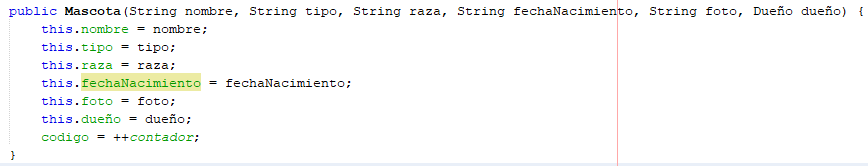 public Mascota(String nombre, String tipo, String raza, String fechaNacimiento, String foto, Dueño dueño) {
    this.nombre = nombre;
    this.tipo = tipo;
    this.raza = raza;
    this.fechaNacimiento = fechaNacimiento;
    this.foto = foto;
    this.dueño = dueño;
    codigo = ++contador;
}